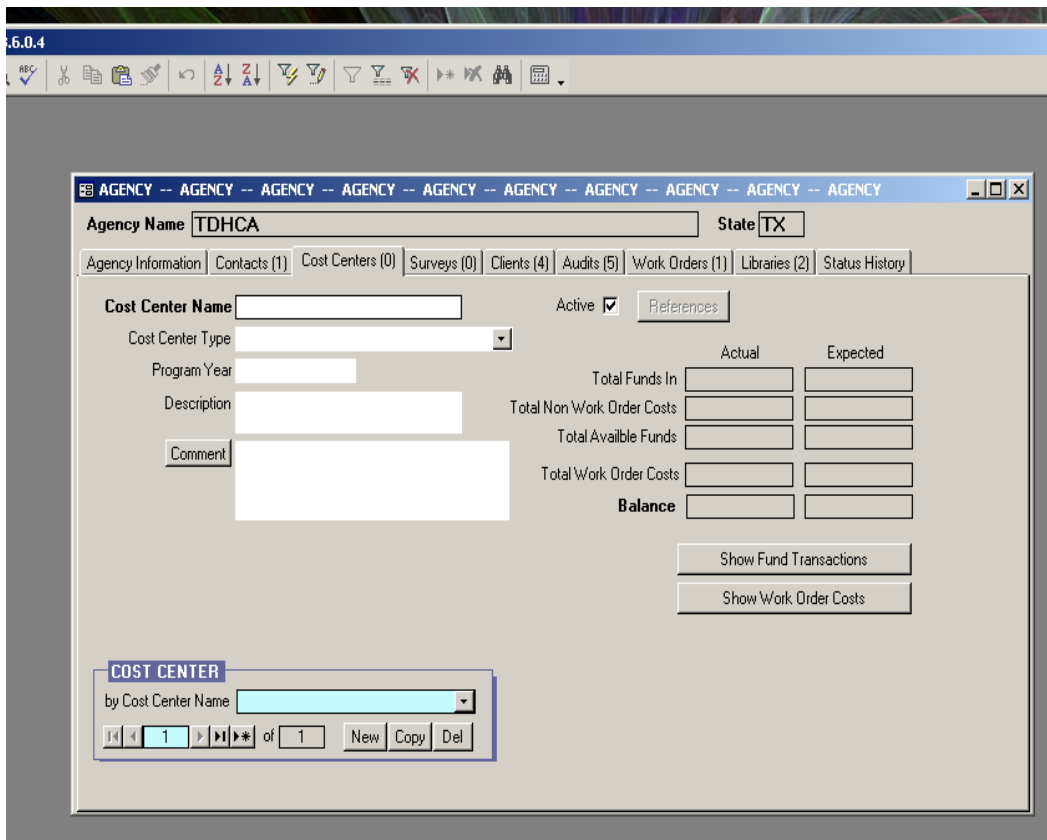 .6.0.4
ABC
A Z Z A
AGENCY -- AGENCY -- AGENCY -- AGENCY -- AGENCY -- AGENCY -- AGENCY -- AGENCY -- AGENCY -- AGENCY
Agency Name TDHCA State TX
Agency Information Contacts (1) Cost Centers (0) Surveys (0) Clients (4) Audits (5) Work Orders (1) Libraries (2) Status History
Cost Center Name Active References
Cost Center Type
Actual Expected
Program Year
Total Funds In
Description
Total Non Work Order Costs
Total Availble Funds
Comment
Total Work Order Costs
Balance
Show Fund Transactions
Show Work Order Costs
COST CENTER
by Cost Center Name
1 of 1 New Copy Del